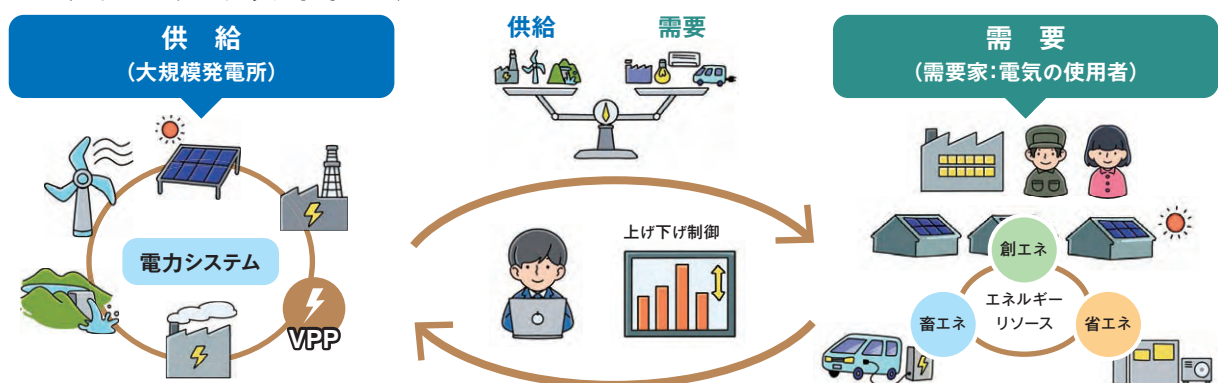 供給
(大規模発電所)
電力システム
VPP
供給
需要
上げ下げ制御
需要
(需要家:電気の使用者)
創エネ
エネルギー
リソース
畜エネ
省エネ